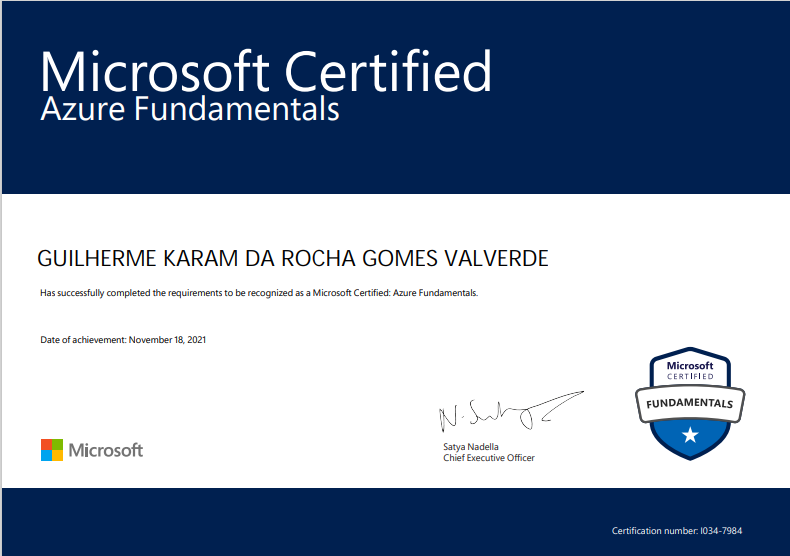 Microsoft Certified
Azure Fundamentals
GUILHERME KARAM DA ROCHA GOMES VALVERDE
Has successfully completed the requirements to be recognized as a Microsoft Certified: Azure Fundamentals.
Date of achievement: November 18, 2021
Microsoft
CERTIFIED
FUNDAMENTALS
N. S
Satya Nadella
Chief Executive Officer
Microsoft
Certification number: I034-7984